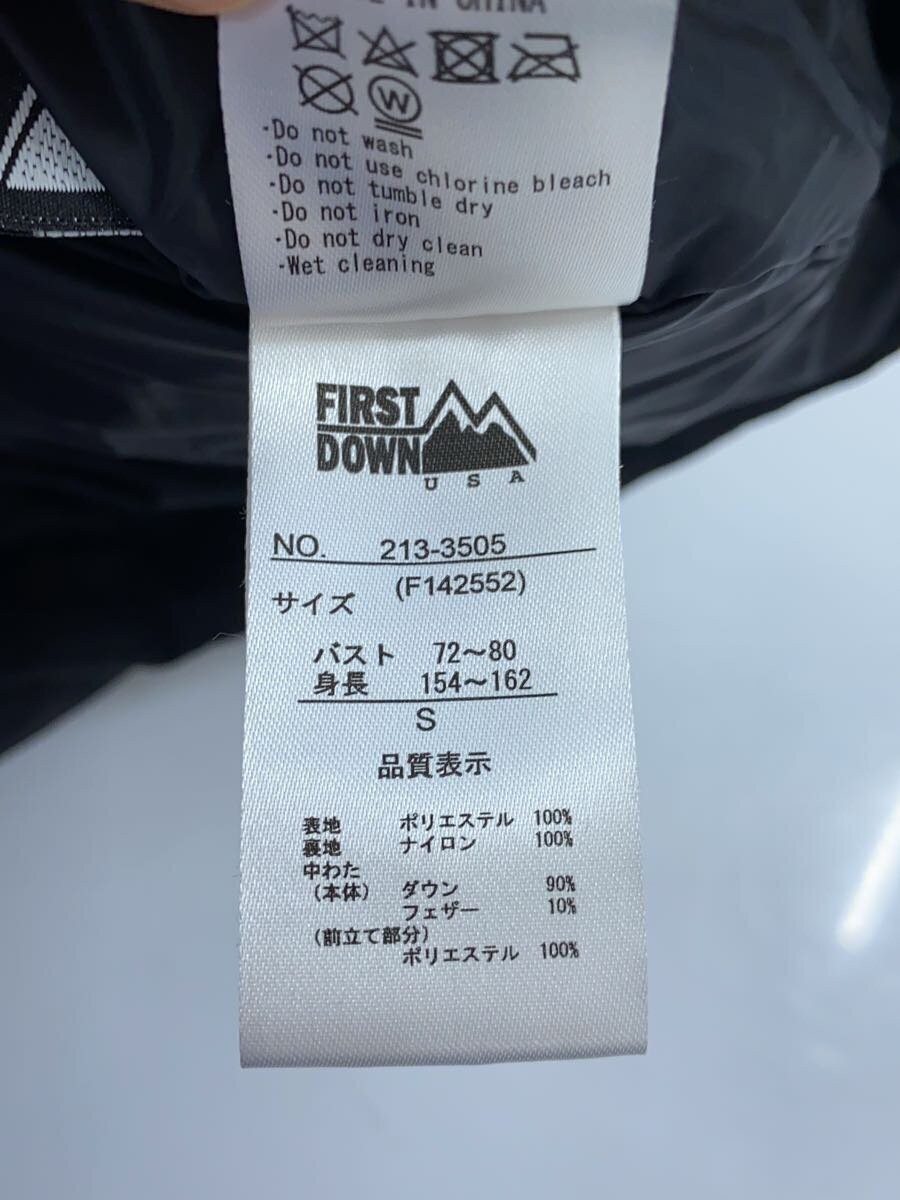 IN CHINA
W
·Do not wash
·Do not use chlorine bleach
·Do not tumble dry
·Do not iron
·Do not dry clean
·Wet cleaning
FIRST
DOWN
USA
NO. 213-3505
サイズ (F142552)
バスト 72～80
身長 154～162
S
品質表示
表地 ポリエステル 100%
裏地 ナイロン 100%
中わた
(本体) ダウン 90%
フェザー 10%
(前立て部分)
ポリエステル 100%